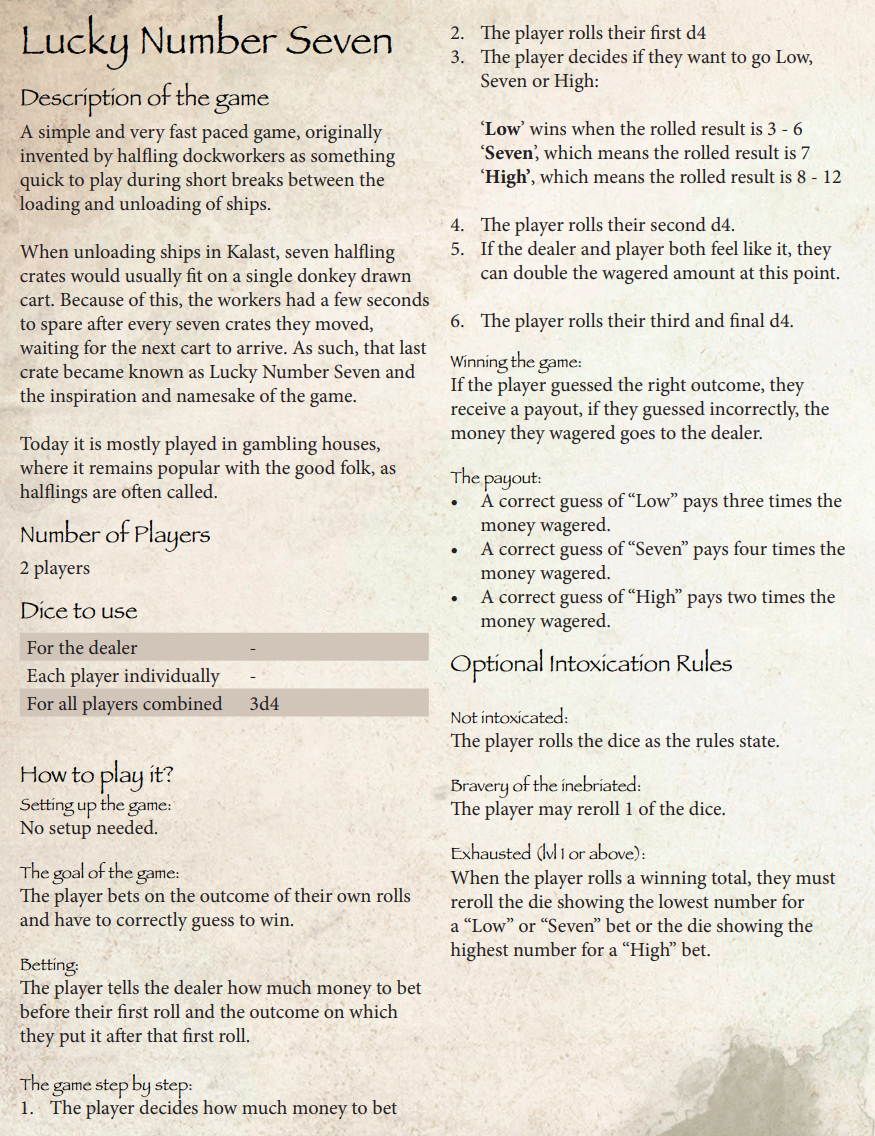 Lucky Number Seven
Description of the game
A simple and very fast paced game, originally
invented by halfling dockworkers as something
quick to play during short breaks between the
loading and unloading of ships.
When unloading ships in Kalast, seven halfling
crates would usually fit on a single donkey drawn
cart. Because of this, the workers had a few seconds
to spare after every seven crates they moved,
waiting for the next cart to arrive. As such, that last
crate became known as Lucky Number Seven and
the inspiration and namesake of the game.
Today it is mostly played in gambling houses,
where it remains popular with the good folk, as
halflings are often called.
Number of Players
2 players
Dice to use
For the dealer -
Each player individually -
For all players combined 3d4
How to play it?
Setting up the game:
No setup needed.
The goal of the game:
The player bets on the outcome of their own rolls
and have to correctly guess to win.
Betting:
The player tells the dealer how much money to bet
before their first roll and the outcome on which
they put it after that first roll.
The game step by step:
1. The player decides how much money to bet
2. The player rolls their first d4
3. The player decides if they want to go Low,
Seven or High:
‘Low’ wins when the rolled result is 3 - 6
‘Seven’, which means the rolled result is 7
‘High’, which means the rolled result is 8 - 12
4. The player rolls their second d4.
5. If the dealer and player both feel like it, they
can double the wagered amount at this point.
6. The player rolls their third and final d4.
Winning the game:
If the player guessed the right outcome, they
receive a payout, if they guessed incorrectly, the
money they wagered goes to the dealer.
The payout:
• A correct guess of “Low” pays three times the
money wagered.
• A correct guess of “Seven” pays four times the
money wagered.
• A correct guess of “High” pays two times the
money wagered.
Optional Intoxication Rules
Not intoxicated:
The player rolls the dice as the rules state.
Bravery of the inebriated:
The player may reroll 1 of the dice.
Exhausted (lvl 1 or above):
When the player rolls a winning total, they must
reroll the die showing the lowest number for
a “Low” or “Seven” bet or the die showing the
highest number for a “High” bet.